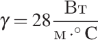 γ = 28 Вт / м · ° С